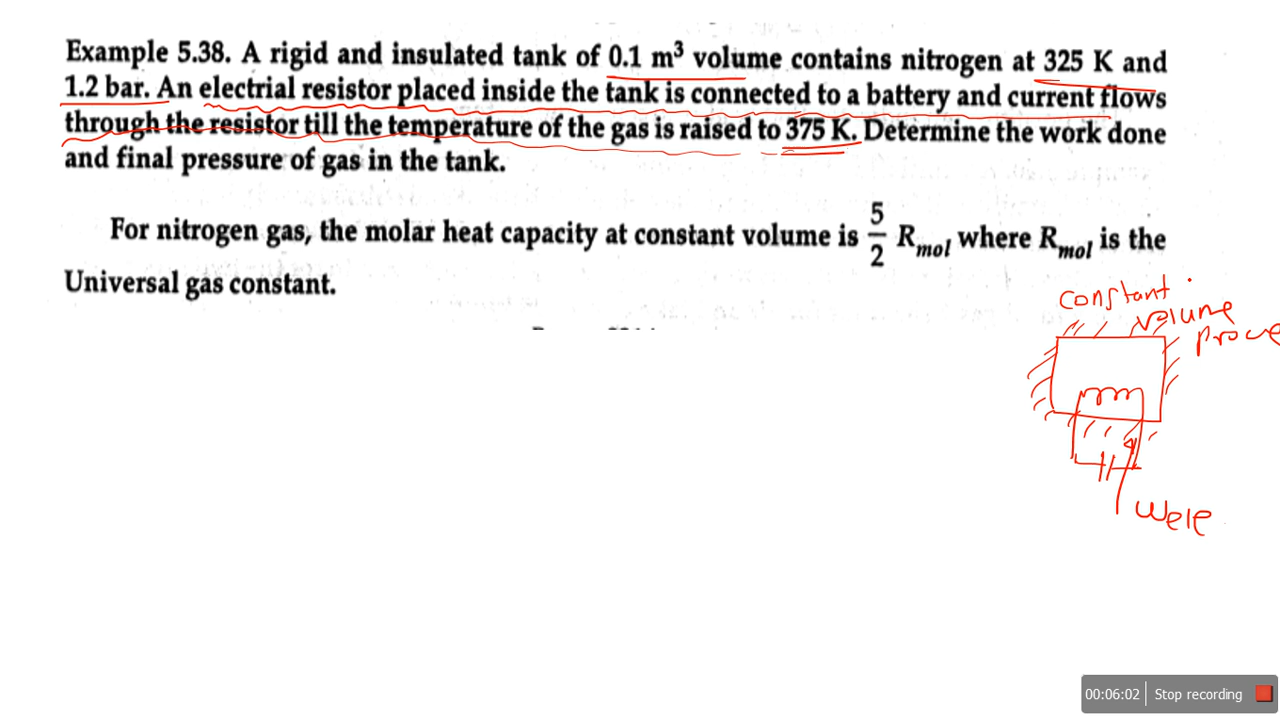 Example 5.38. A rigid and insulated tank of 0.1 m³ volume contains nitrogen at 325 K and
1.2 bar. An electrial resistor placed inside the tank is connected to a battery and current flows
through the resistor till the temperature of the gas is raised to 375 K. Determine the work done
and final pressure of gas in the tank.
For nitrogen gas, the molar heat capacity at constant volume is 5/2 Rmol where Rmol is the
Universal gas constant.
constant
volume
Wele
00:06:02 Stop recording